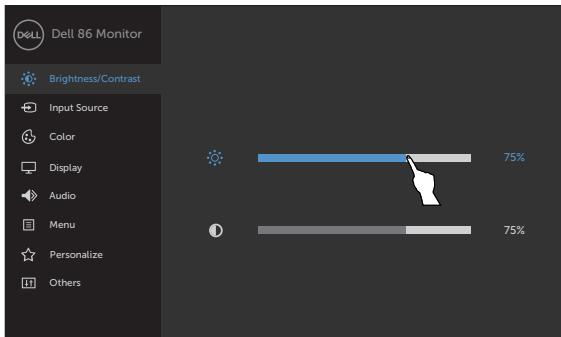 DELL
Dell 86 Monitor
Brightness/Contrast
Input Source
Color
Display
Audio
Menu
Personalize
Others
75%
75%